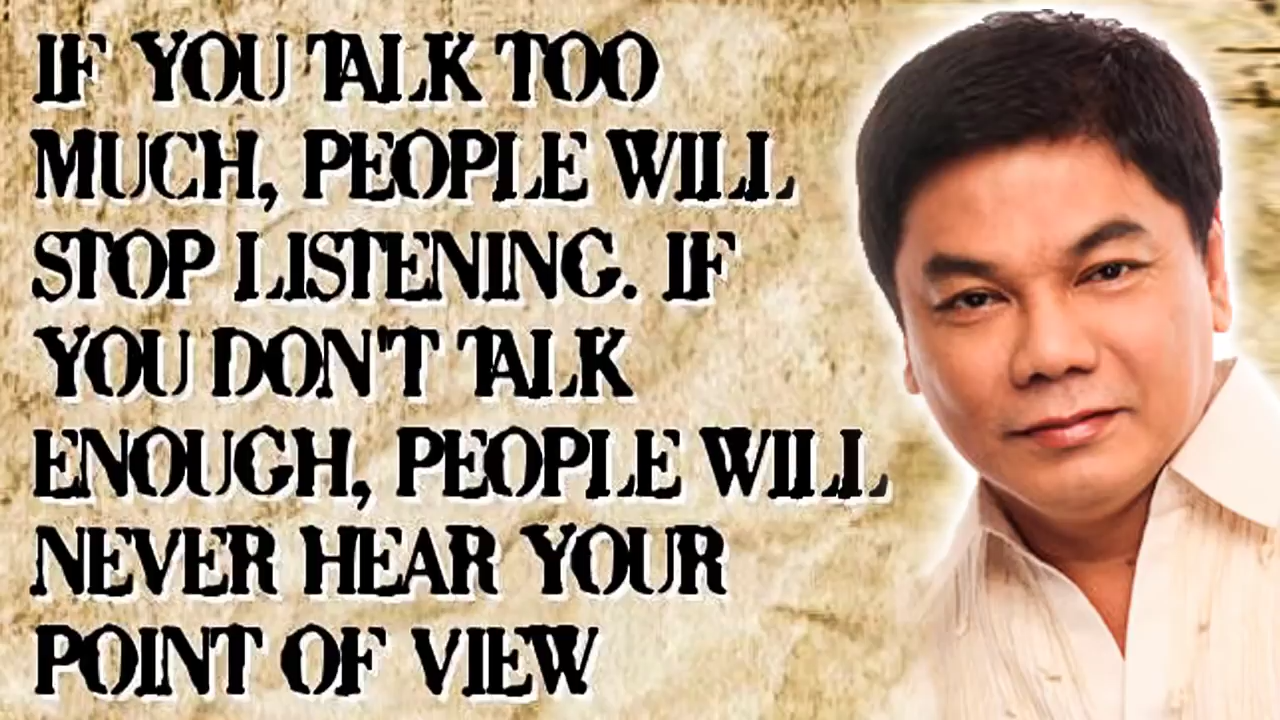 IF YOU TALK TOO
MUCH, PEOPLE WILL
STOP LISTENING. IF
YOU DON'T TALK
ENOUGH, PEOPLE WILL
NEVER HEAR YOUR
POINT OF VIEW